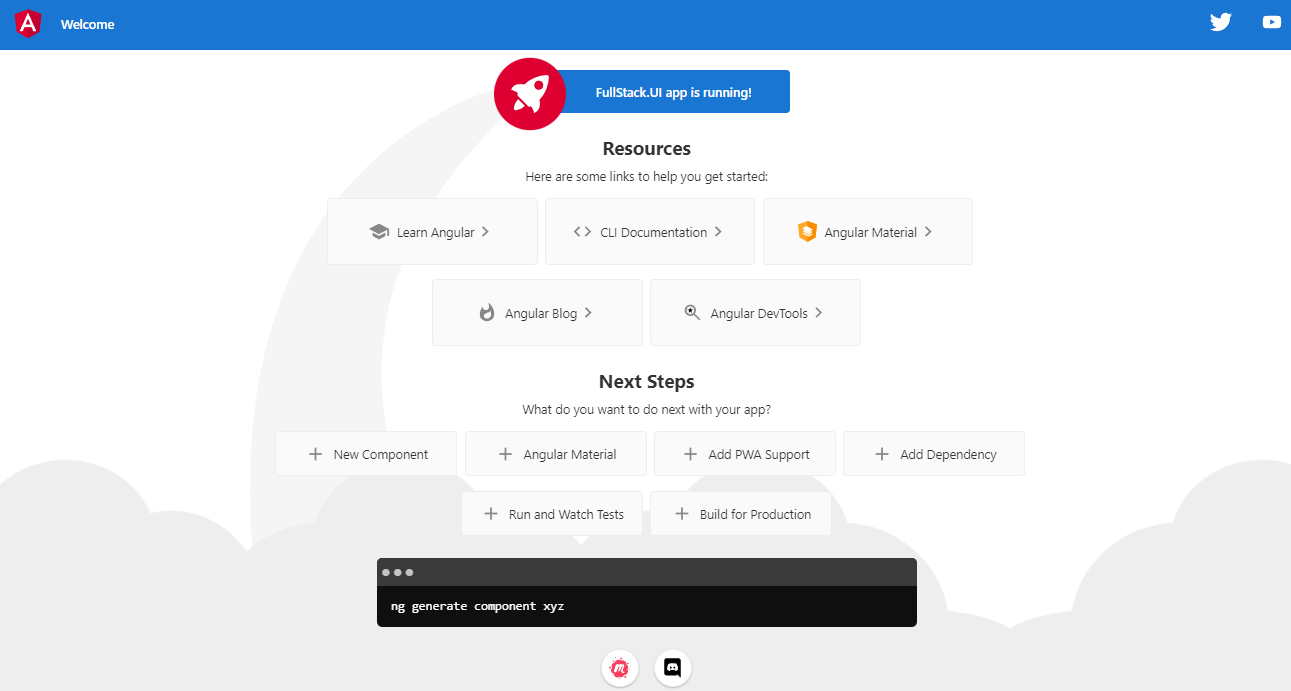 Welcome
FullStack.UI app is running!
Resources
Here are some links to help you get started:
Learn Angular
CLI Documentation
Angular Material
Angular Blog
Angular DevTools
Next Steps
What do you want to do next with your app?
New Component
Angular Material
Add PWA Support
Add Dependency
Run and Watch Tests
Build for Production
ng generate component xyz